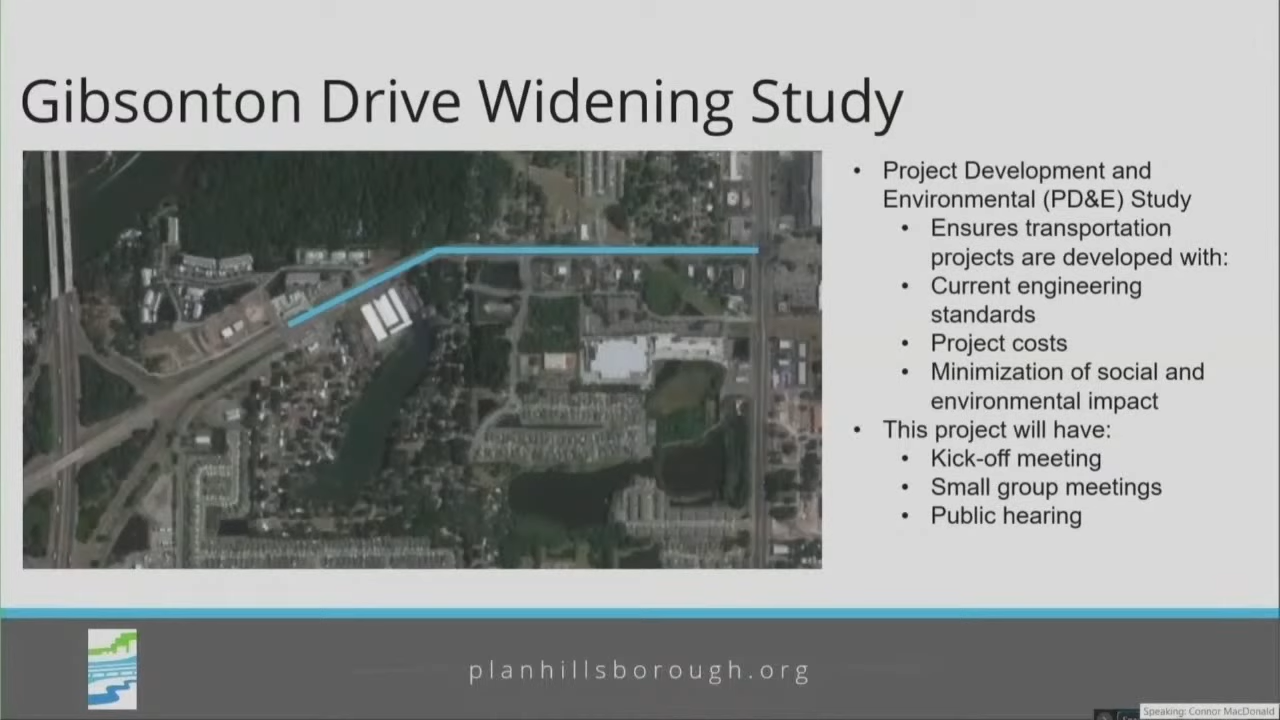 Gibsonton Drive Widening Study
• Project Development and
Environmental (PD&E) Study
• Ensures transportation
projects are developed with:
• Current engineering
standards
• Project costs
• Minimization of social and
environmental impact
• This project will have:
• Kick-off meeting
• Small group meetings
• Public hearing
planhillsborough.org
Speaking: Connor MacDonald